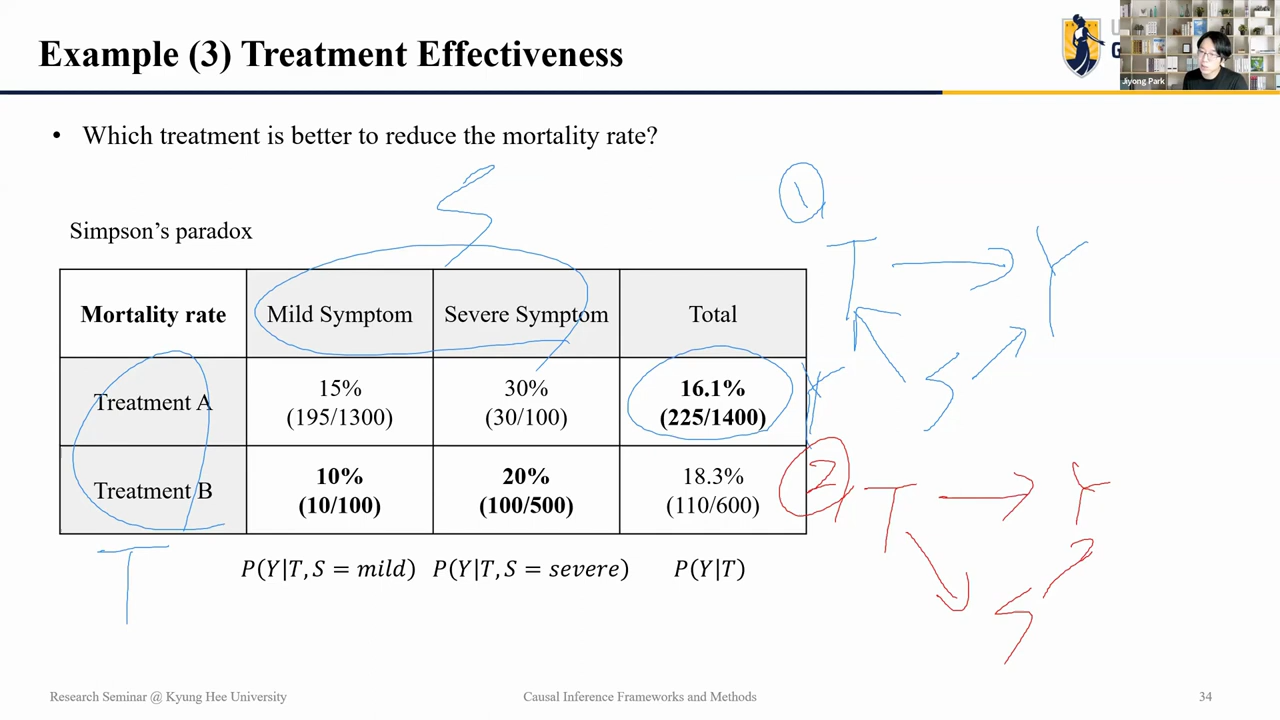 Example (3) Treatment Effectiveness
U
G
Jiyong Park
• Which treatment is better to reduce the mortality rate?
S
①
Simpson's paradox
T → Y
Mortality rate Mild Symptom Severe Symptom Total
S
Treatment A 15% 30% 16.1% Y
(195/1300) (30/100) (225/1400)
②
Treatment B 10% 20% 18.3% T → Y
(10/100) (100/500) (110/600)
T
P(Y|T, S = mild) P(Y|T, S = severe) P(Y|T)
S
Research Seminar @ Kyung Hee University Causal Inference Frameworks and Methods 34